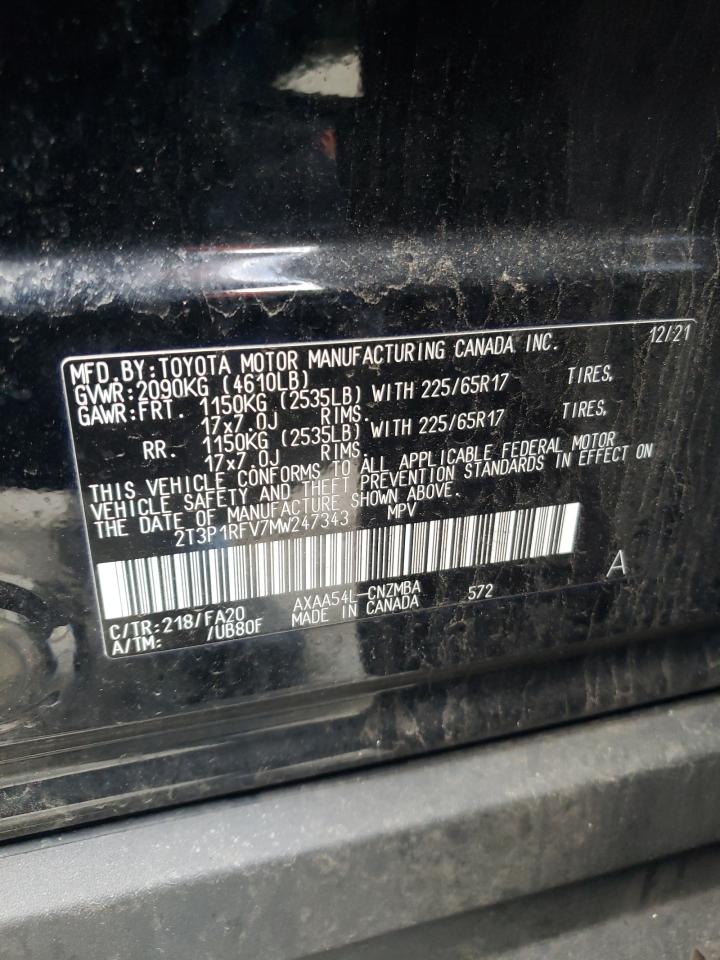 MFD. BY: TOYOTA MOTOR MANUFACTURING CANADA INC. 12/21
GVWR: 2090KG (4610LB)
GAWR: FRT. 1150KG (2535LB) WITH 225/65R17 TIRES,
17x7.0J RIMS.
RR. 1150KG (2535LB) WITH 225/65R17 TIRES,
17x7.0J RIMS.
THIS VEHICLE CONFORMS TO ALL APPLICABLE FEDERAL MOTOR
VEHICLE SAFETY AND THEFT PREVENTION STANDARDS IN EFFECT ON
THE DATE OF MANUFACTURE SHOWN ABOVE.
2T3P1RFV7MW247343 MPV
C/TR: 218/FA20 AXAA54L-CNZMBA 572 A
A/TM: /UB80F MADE IN CANADA